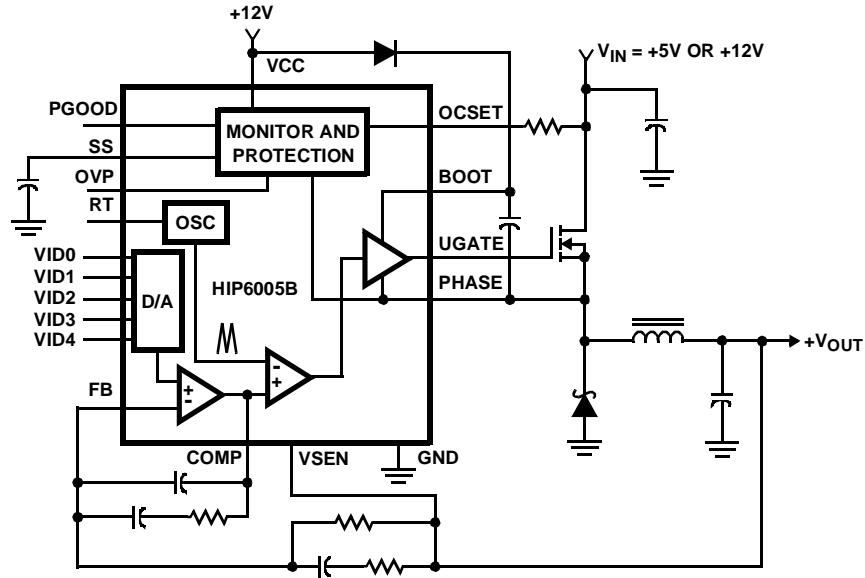 +12V
VCC
V_IN = +5V OR +12V
PGOOD
MONITOR AND
PROTECTION
OCSET
SS
OVP
BOOT
RT
OSC
UGATE
VID0
VID1
VID2
VID3
VID4
D/A
HIP6005B
PHASE
+V_OUT
+
-
-
+
FB
COMP
VSEN
GND